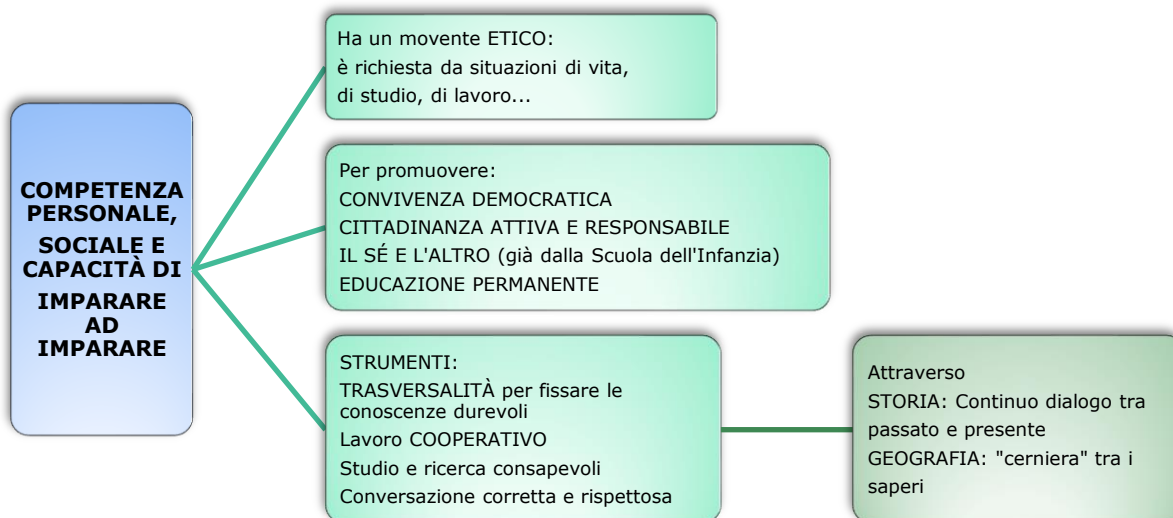 COMPETENZA
PERSONALE,
SOCIALE E
CAPACITÀ DI
IMPARARE
AD
IMPARARE
Ha un movente ETICO:
è richiesta da situazioni di vita,
di studio, di lavoro...
Per promuovere:
CONVIVENZA DEMOCRATICA
CITTADINANZA ATTIVA E RESPONSABILE
IL SÉ E L'ALTRO (già dalla Scuola dell'Infanzia)
EDUCAZIONE PERMANENTE
STRUMENTI:
TRASVERSALITÀ per fissare le
conoscenze durevoli
Lavoro COOPERATIVO
Studio e ricerca consapevoli
Conversazione corretta e rispettosa
Attraverso
STORIA: Continuo dialogo tra
passato e presente
GEOGRAFIA: "cerniera" tra i
saperi